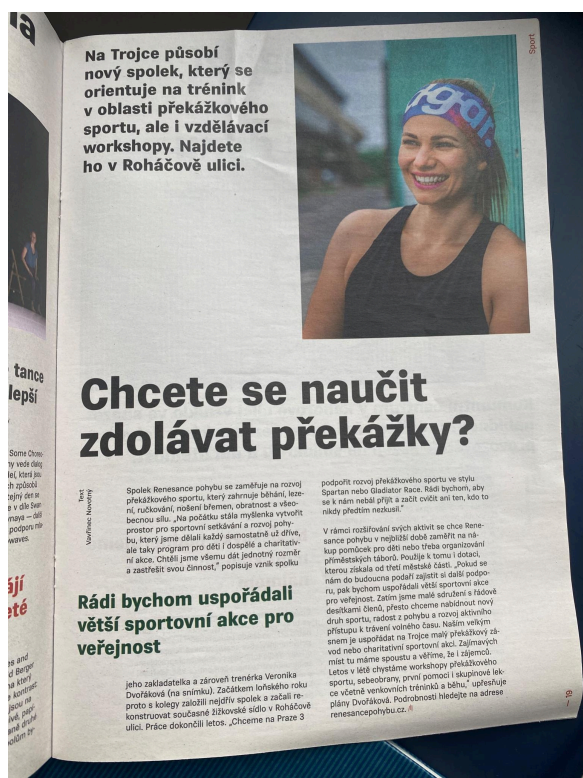 Sport
Na Trojce působí
nový spolek, který se
orientuje na trénink
v oblasti překážkového
sportu, ale i vzdělávací
workshopy. Najdete
ho v Roháčově ulici.
Chcete se naučit
zdolávat překážky?
Text
Vavřinec Novotný
Spolek Renesance pohybu se zaměřuje na rozvoj
překážkového sportu, který zahrnuje běhání, leze-
ní, ručkování, nošení břemen, obratnost a všeo-
becnou sílu. „Na počátku stála myšlenka vytvořit
prostor pro sportovní setkávání a rozvoj pohy-
bu, který jsme dělali každý samostatně už dříve,
ale taky program pro děti i dospělé a charitativ-
ní akce. Chtěli jsme všemu dát jednotný rozměr
a zastřešit svou činnost,“ popisuje vznik spolku
Rádi bychom uspořádali
větší sportovní akce pro
veřejnost
jeho zakladatelka a zároveň trenérka Veronika
Dvořáková (na snímku). Začátkem loňského roku
proto s kolegy založili nejdřív spolek a začali re-
konstruovat současné žižkovské sídlo v Roháčově
ulici. Práce dokončili letos. „Chceme na Praze 3
podpořit rozvoj překážkového sportu ve stylu
Spartan nebo Gladiator Race. Rádi bychom, aby
se k nám nebál přijít a začít cvičit ani ten, kdo to
nikdy předtím nezkusil.“
V rámci rozšiřování svých aktivit se chce Rene-
sance pohybu v nejbližší době zaměřit na ná-
kup pomůcek pro děti nebo třeba organizování
příměstských táborů. Použije k tomu i dotaci,
kterou získala od třetí městské části. „Pokud se
nám do budoucna podaří zajistit si další podpo-
ru, pak bychom uspořádali větší sportovní akce
pro veřejnost. Zatím jsme malé sdružení s řádově
desítkami členů, přesto chceme nabídnout nový
druh sportu, radost z pohybu a rozvoj aktivního
přístupu k trávení volného času. Naším velkým
snem je uspořádat na Trojce malý překážkový zá-
vod nebo charitativní sportovní akci. Zajímavých
míst tu máme spoustu a věříme, že i zájemců.
Letos v létě chystáme workshopy překážkového
sportu, sebeobrany, první pomoci i skupinové lek-
ce včetně venkovních tréninků a běhu,“ upřesňuje
plány Dvořáková. Podrobnosti hledejte na adrese
renesancepohybu.cz.
— 19
tance
lepší